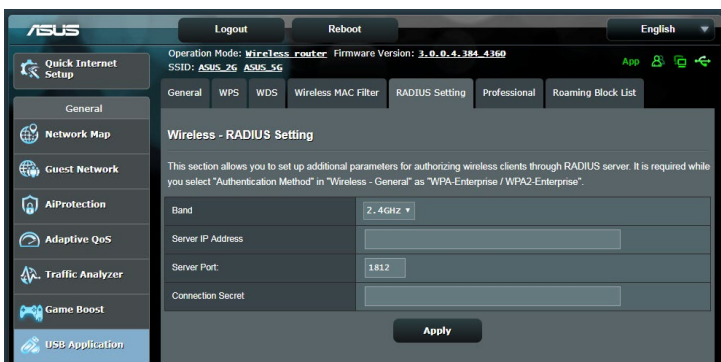 ASUS
Logout
Reboot
English
Quick Internet Setup
Operation Mode: Wireless router Firmware Version: 3.0.0.4.384_4360
SSID: ASUS_2G ASUS_5G
App
General
WPS
WDS
Wireless MAC Filter
RADIUS Setting
Professional
Roaming Block List
General
Network Map
Guest Network
AiProtection
Adaptive QoS
Traffic Analyzer
Game Boost
USB Application
Wireless - RADIUS Setting
This section allows you to set up additional parameters for authorizing wireless clients through RADIUS server. It is required while
you select "Authentication Method" in "Wireless - General" as "WPA-Enterprise / WPA2-Enterprise".
Band
2.4GHz
Server IP Address
Server Port:
1812
Connection Secret
Apply